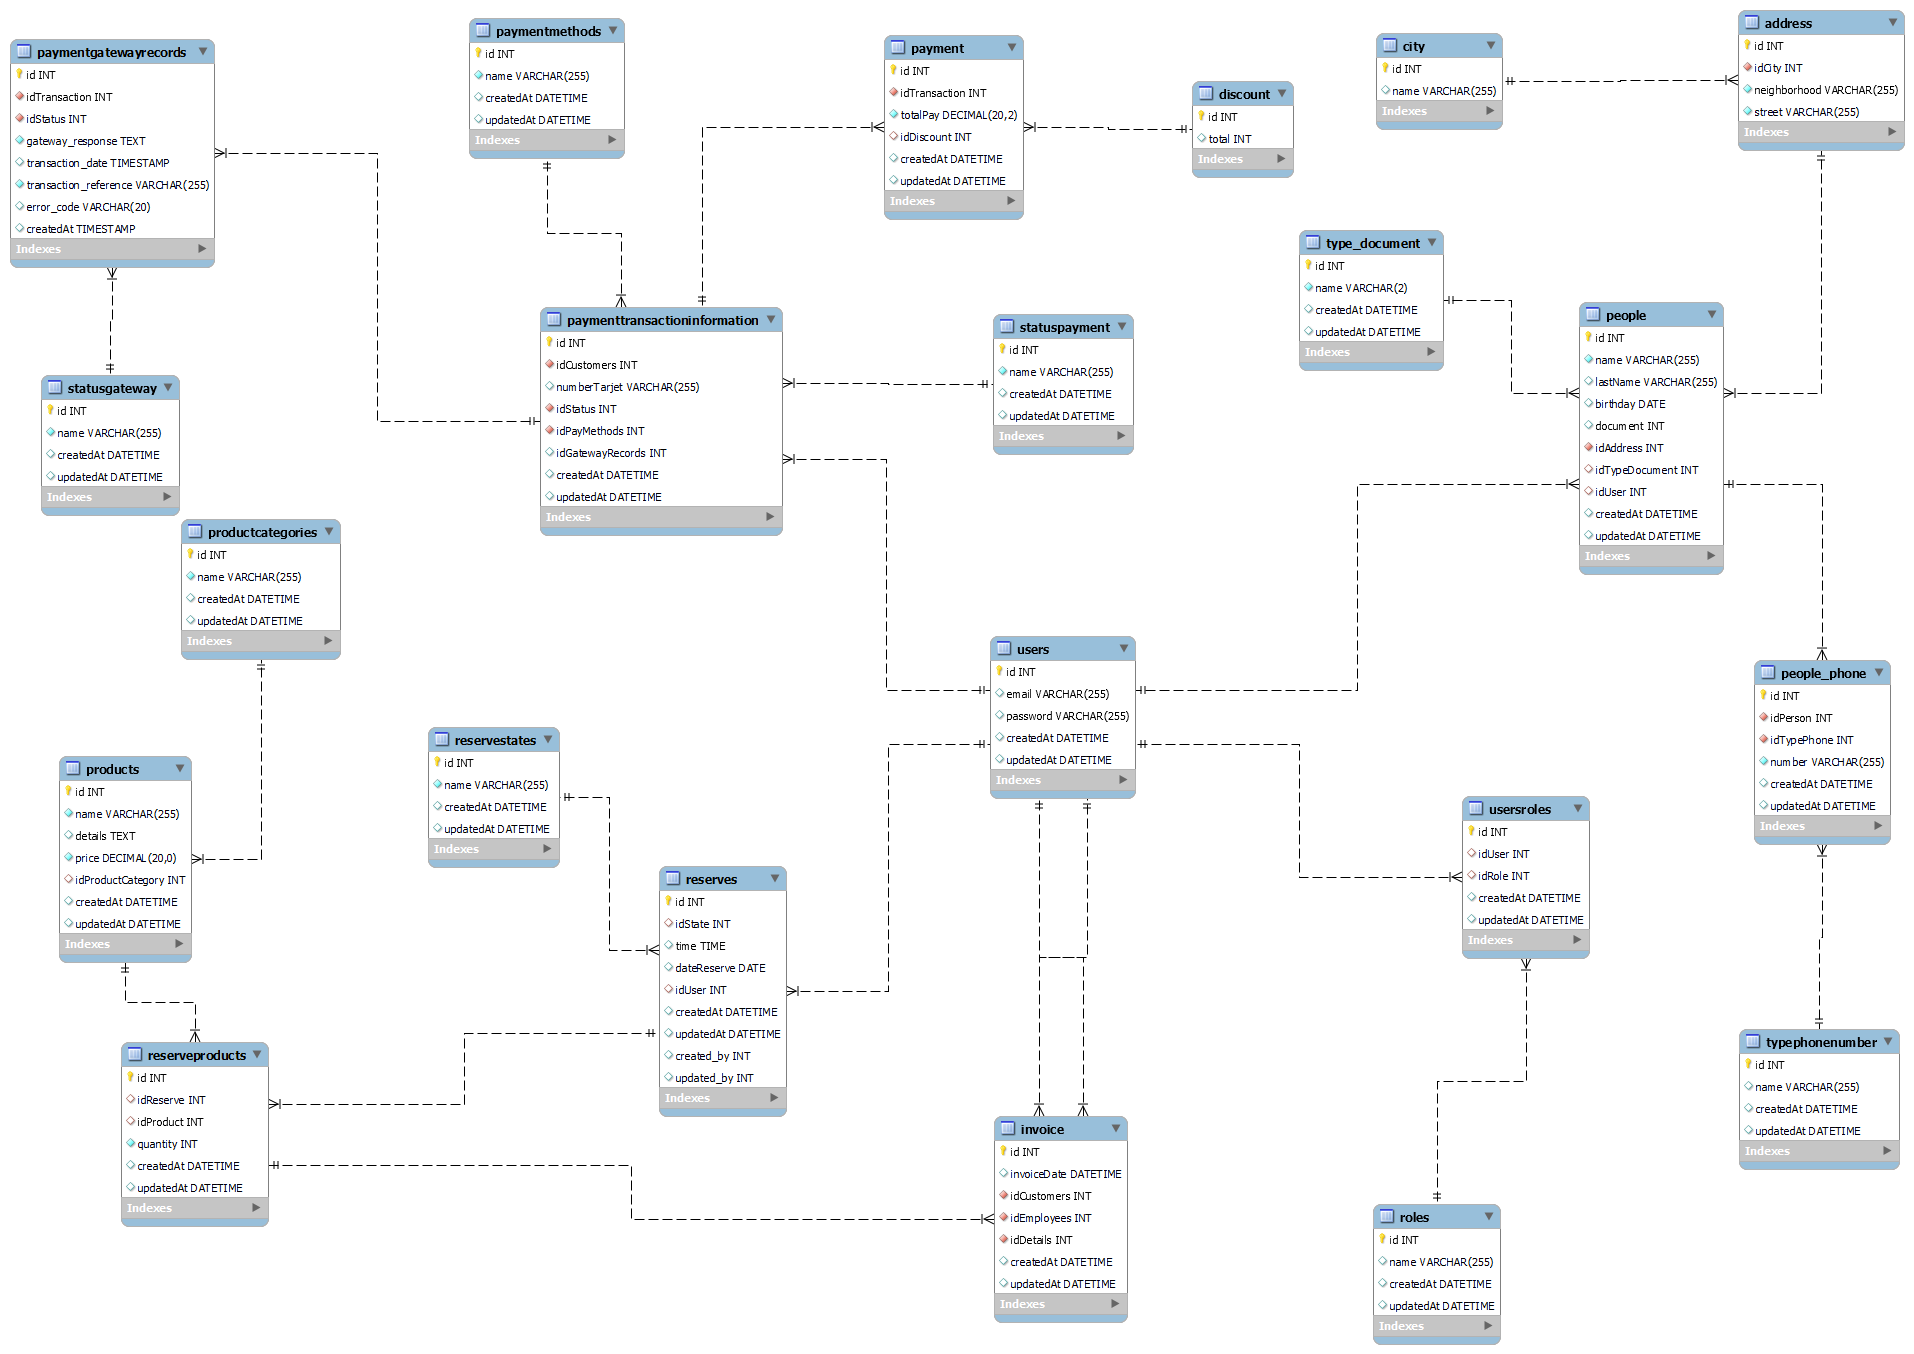 paymentgatewayrecords
id INT
idTransaction INT
idStatus INT
gateway_response TEXT
transaction_date TIMESTAMP
transaction_reference VARCHAR(255)
error_code VARCHAR(20)
createdAt TIMESTAMP
Indexes
paymentmethods
id INT
name VARCHAR(255)
createdAt DATETIME
updatedAt DATETIME
Indexes
payment
id INT
idTransaction INT
totalPay DECIMAL(20,2)
idDiscount INT
createdAt DATETIME
updatedAt DATETIME
Indexes
discount
id INT
total INT
Indexes
city
id INT
name VARCHAR(255)
Indexes
address
id INT
idCity INT
neighborhood VARCHAR(255)
street VARCHAR(255)
Indexes
type_document
id INT
name VARCHAR(2)
createdAt DATETIME
updatedAt DATETIME
Indexes
people
id INT
name VARCHAR(255)
lastName VARCHAR(255)
birthday DATE
document INT
idAddress INT
idTypeDocument INT
idUser INT
createdAt DATETIME
updatedAt DATETIME
Indexes
paymenttransactioninformation
id INT
idCustomers INT
numberTarjet VARCHAR(255)
idStatus INT
idPayMethods INT
idGatewayRecords INT
createdAt DATETIME
updatedAt DATETIME
Indexes
statuspayment
id INT
name VARCHAR(255)
createdAt DATETIME
updatedAt DATETIME
Indexes
statusgateway
id INT
name VARCHAR(255)
createdAt DATETIME
updatedAt DATETIME
Indexes
productcategories
id INT
name VARCHAR(255)
createdAt DATETIME
updatedAt DATETIME
Indexes
users
id INT
email VARCHAR(255)
password VARCHAR(255)
createdAt DATETIME
updatedAt DATETIME
Indexes
people_phone
id INT
idPerson INT
idTypePhone INT
number VARCHAR(255)
createdAt DATETIME
updatedAt DATETIME
Indexes
reservestates
id INT
name VARCHAR(255)
createdAt DATETIME
updatedAt DATETIME
Indexes
products
id INT
name VARCHAR(255)
details TEXT
price DECIMAL(20,0)
idProductCategory INT
createdAt DATETIME
updatedAt DATETIME
Indexes
usersroles
id INT
idUser INT
idRole INT
createdAt DATETIME
updatedAt DATETIME
Indexes
reserves
id INT
idState INT
time TIME
dateReserve DATE
idUser INT
createdAt DATETIME
updatedAt DATETIME
created_by INT
updated_by INT
Indexes
reserveproducts
id INT
idReserve INT
idProduct INT
quantity INT
createdAt DATETIME
updatedAt DATETIME
Indexes
invoice
id INT
invoiceDate DATETIME
idCustomers INT
idEmployees INT
idDetails INT
createdAt DATETIME
updatedAt DATETIME
Indexes
typephonenumber
id INT
name VARCHAR(255)
createdAt DATETIME
updatedAt DATETIME
Indexes
roles
id INT
name VARCHAR(255)
createdAt DATETIME
updatedAt DATETIME
Indexes